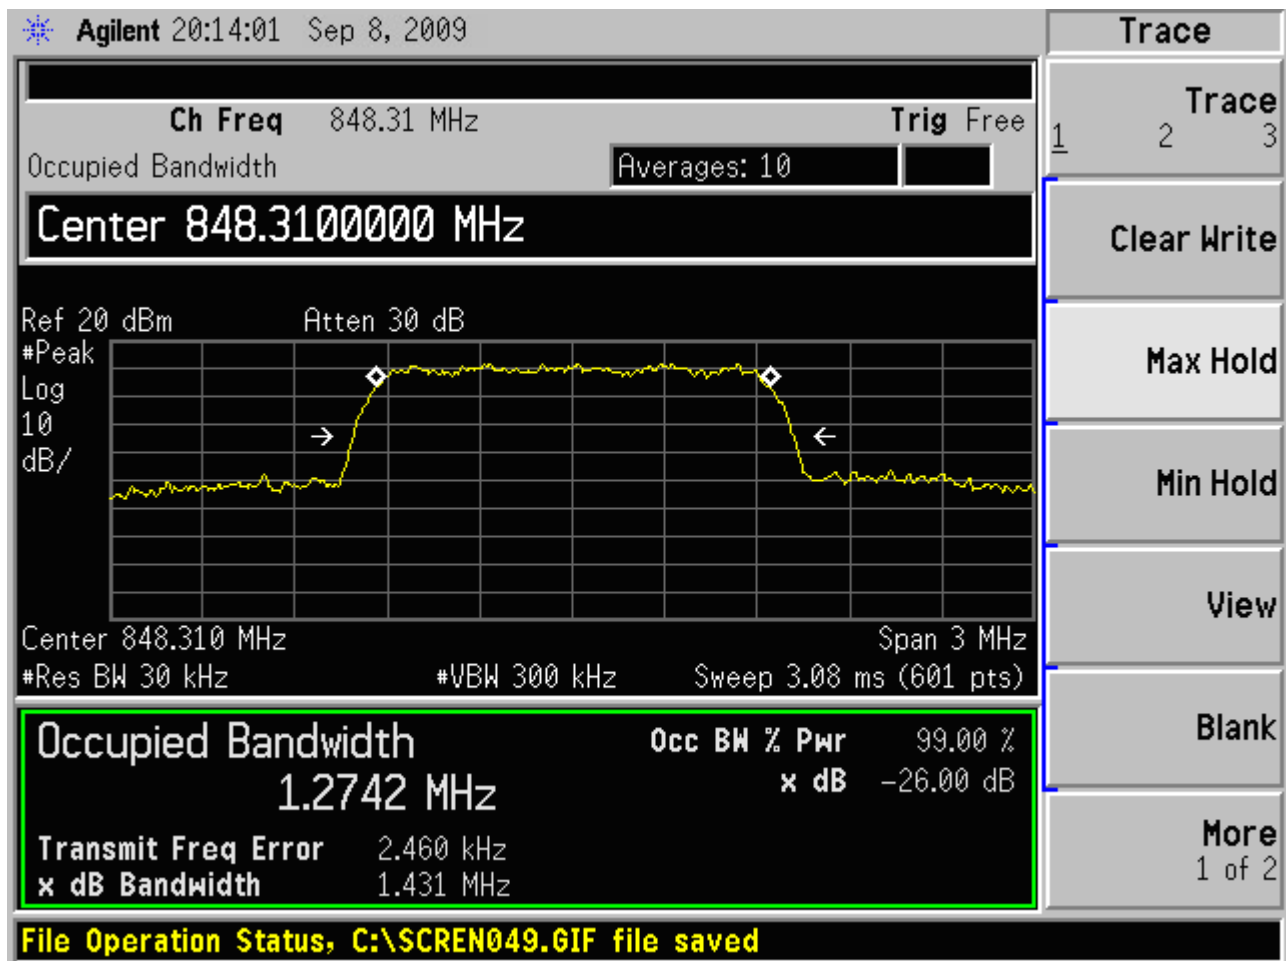 Agilent 20:14:01 Sep 8, 2009
Trace
Ch Freq 848.31 MHz Trig Free
Occupied Bandwidth Averages: 10
Center 848.3100000 MHz
Ref 20 dBm Atten 30 dB
#Peak
Log
10
dB/
Center 848.310 MHz Span 3 MHz
#Res BW 30 kHz #VBW 300 kHz Sweep 3.08 ms (601 pts)
Occupied Bandwidth Occ BW % Pwr 99.00 %
1.2742 MHz x dB -26.00 dB
Transmit Freq Error 2.460 kHz
x dB Bandwidth 1.431 MHz
Trace
1 2 3
Clear Write
Max Hold
Min Hold
View
Blank
More
1 of 2
File Operation Status, C:\SCREN049.GIF file saved